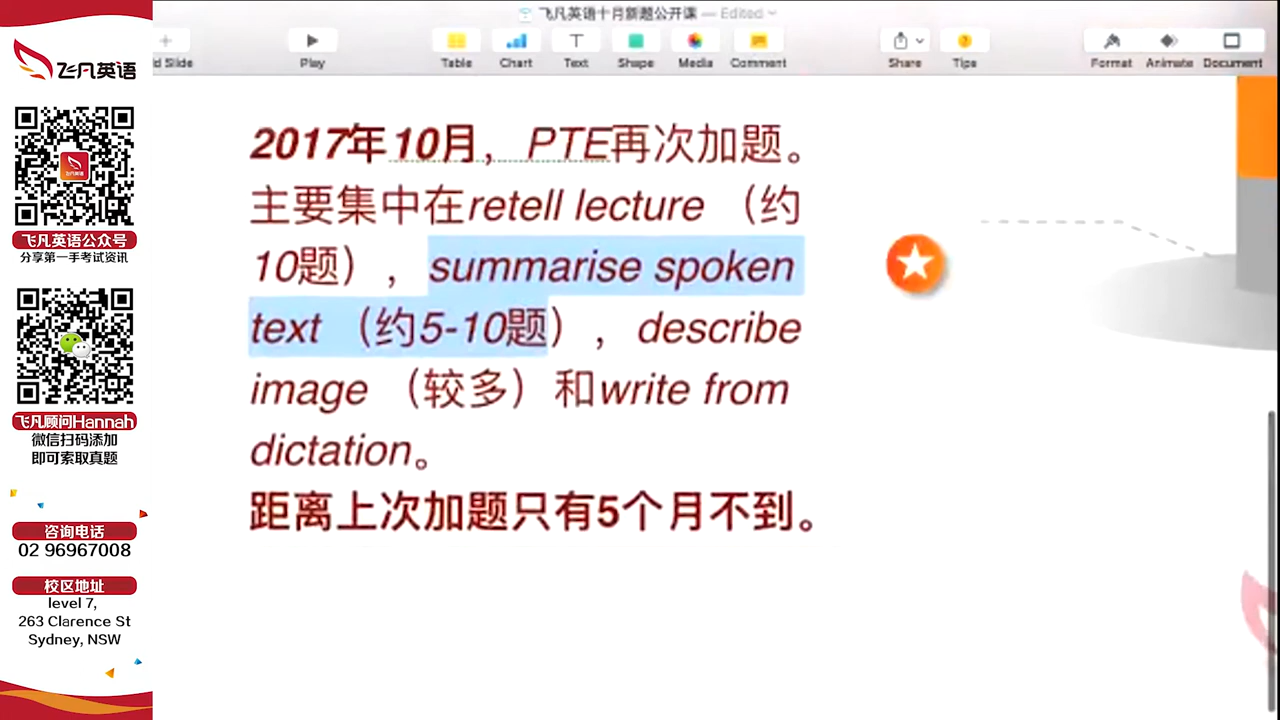 飞凡英语
飞凡英语公众号
分享第一手考试资讯
飞凡顾问Hannah
微信扫码添加
即可索取真题
咨询电话
02 96967008
校区地址
level 7,
263 Clarence St
Sydney, NSW
飞凡英语十月新题公开课 — Edited
d Slide
Play
Table
Chart
Text
Shape
Media
Comment
Share
Tips
Format
Animate
Document
2017年10月，PTE再次加题。
主要集中在retell lecture （约
10题），summarise spoken
text （约5-10题），describe
image （较多）和write from
dictation。
距离上次加题只有5个月不到。